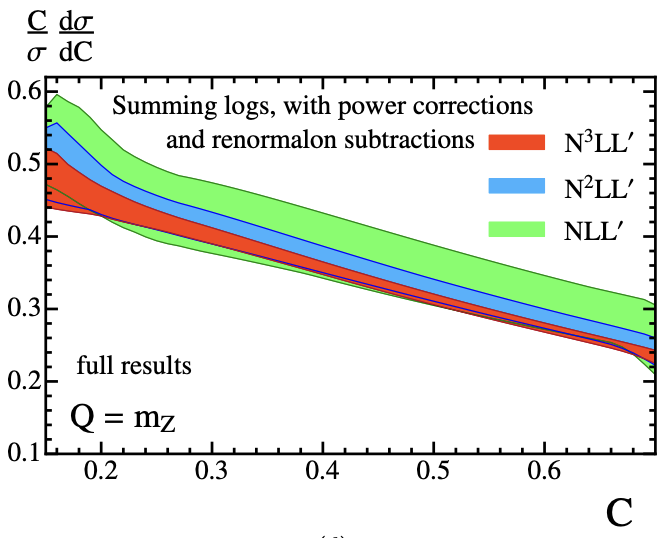 C dσ
σ dC
0.6
Summing logs, with power corrections
and renormalon subtractions
N³LL′
0.5
N²LL′
NLL′
0.4
0.3
full results
0.2
Q = m_Z
0.1
0.2 0.3 0.4 0.5 0.6
C